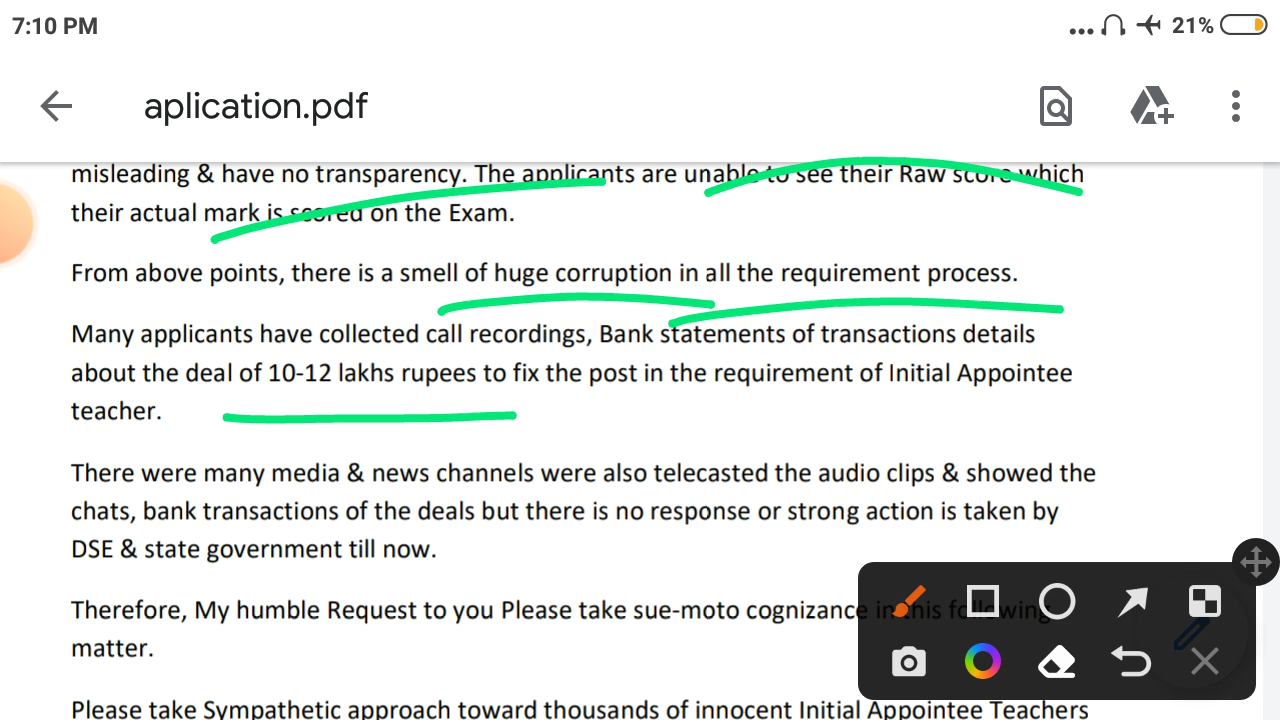 7:10 PM
21%
aplication.pdf
misleading & have no transparency. The applicants are unable to see their Raw score which
their actual mark is scored on the Exam.
From above points, there is a smell of huge corruption in all the requirement process.
Many applicants have collected call recordings, Bank statements of transactions details
about the deal of 10-12 lakhs rupees to fix the post in the requirement of Initial Appointee
teacher.
There were many media & news channels were also telecasted the audio clips & showed the
chats, bank transactions of the deals but there is no response or strong action is taken by
DSE & state government till now.
Therefore, My humble Request to you Please take sue-moto cognizance in this following
matter.
Please take Sympathetic approach toward thousands of innocent Initial Appointee Teachers